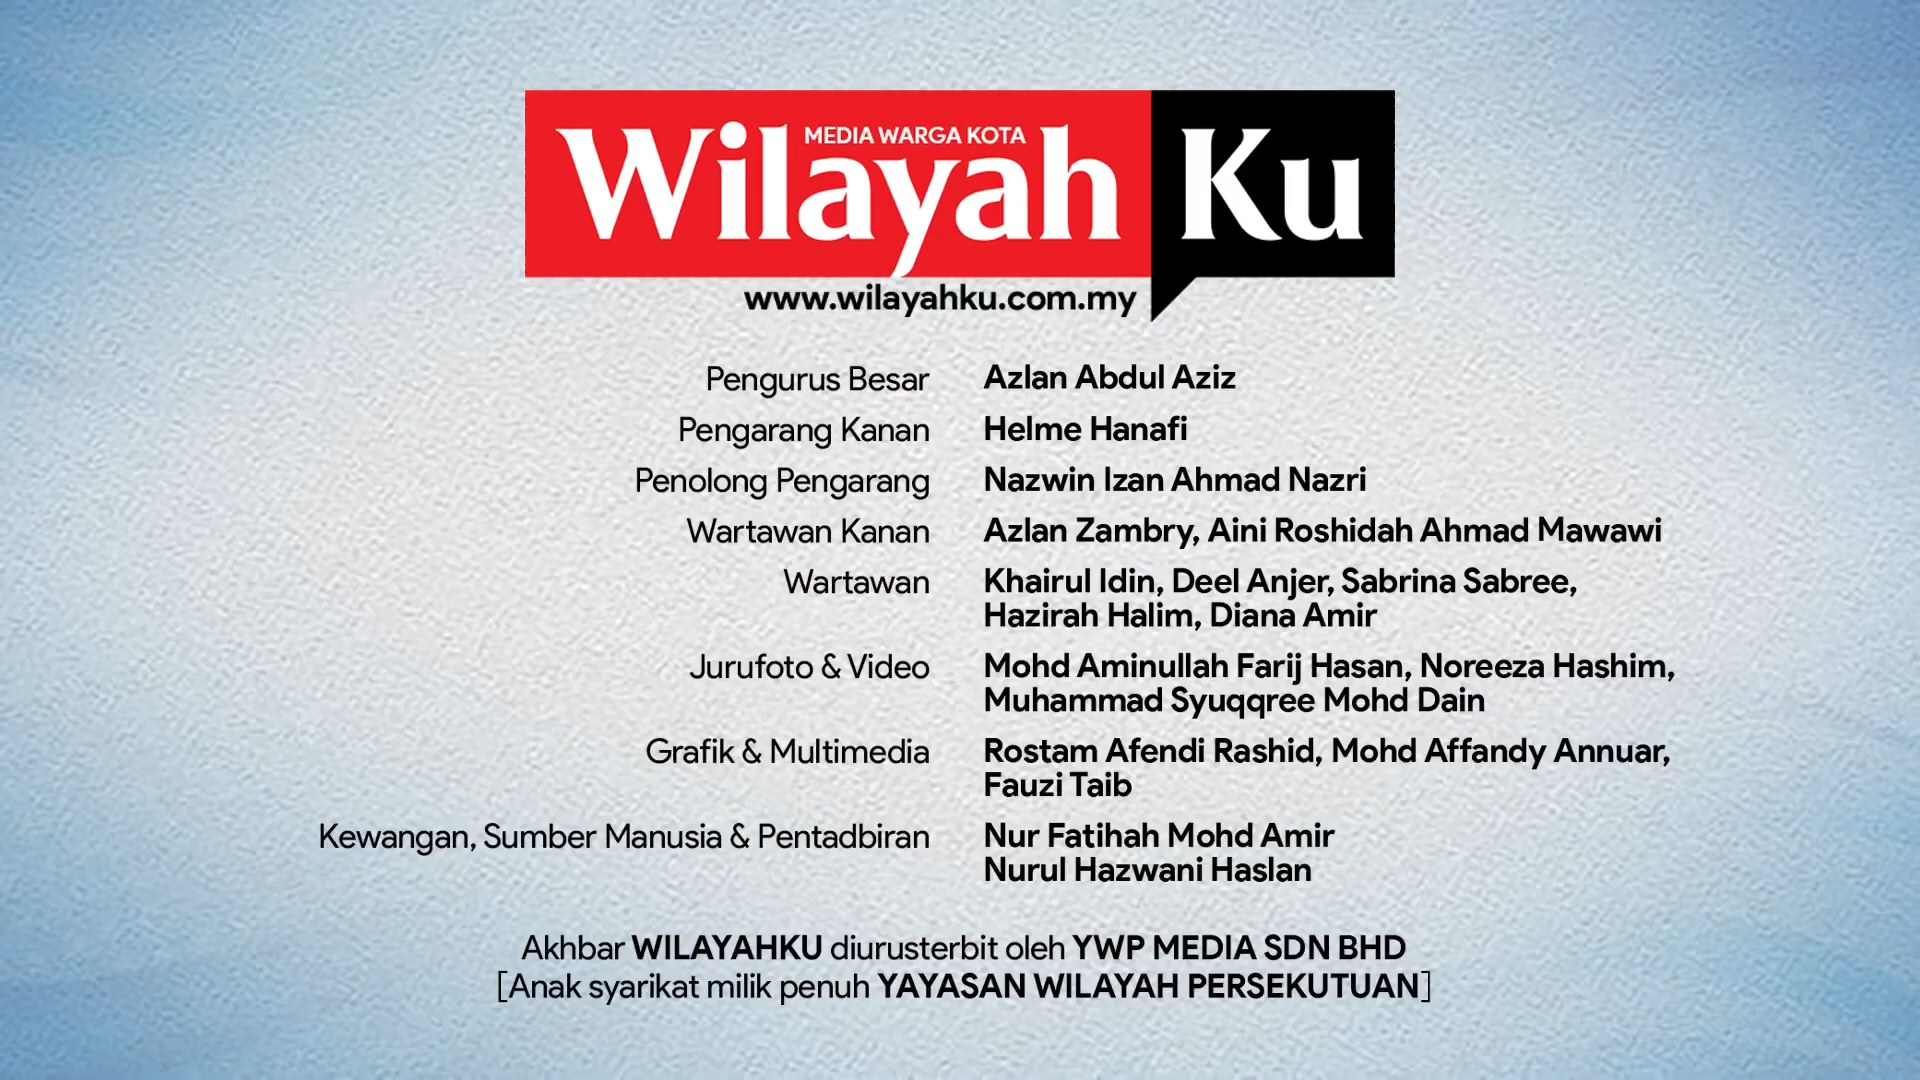 MEDIA WARGA KOTA
Wilayah Ku
www.wilayahku.com.my
Pengurus Besar Azlan Abdul Aziz
Pengarang Kanan Helme Hanafi
Penolong Pengarang Nazwin Izan Ahmad Nazri
Wartawan Kanan Azlan Zambry, Aini Roshidah Ahmad Mawawi
Wartawan Khairul Idin, Deel Anjer, Sabrina Sabree,
Hazirah Halim, Diana Amir
Jurufoto & Video Mohd Aminullah Farij Hasan, Noreeza Hashim,
Muhammad Syuqqree Mohd Dain
Grafik & Multimedia Rostam Afendi Rashid, Mohd Affandy Annuar,
Fauzi Taib
Kewangan, Sumber Manusia & Pentadbiran Nur Fatihah Mohd Amir
Nurul Hazwani Haslan
Akhbar WILAYAHKU diurusterbit oleh YWP MEDIA SDN BHD
[Anak syarikat milik penuh YAYASAN WILAYAH PERSEKUTUAN]